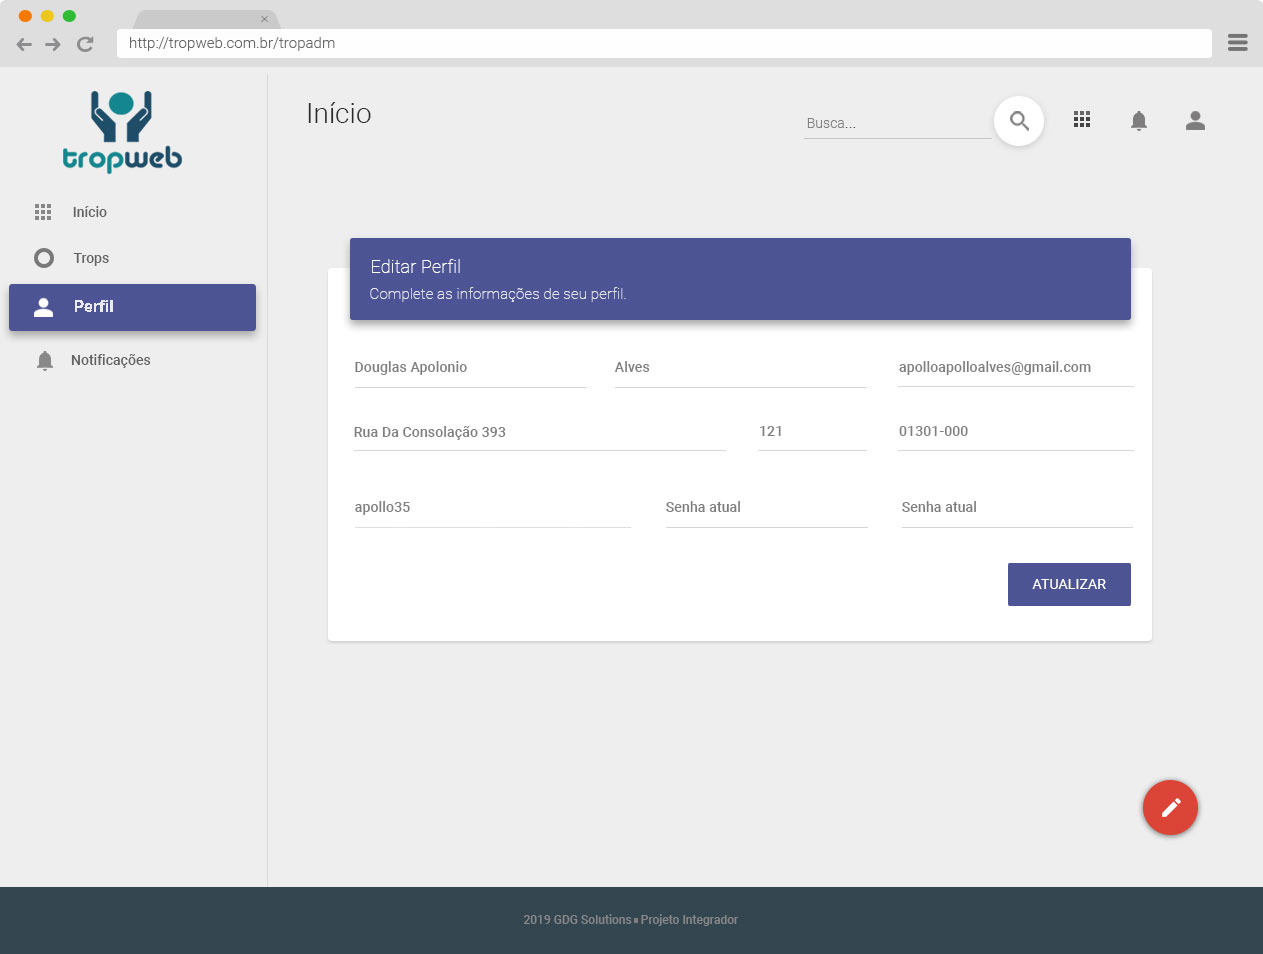 http://tropweb.com.br/tropadm
tropweb
Início
Busca...
Início
Trops
Perfil
Notificações
Editar Perfil
Complete as informações de seu perfil.
Douglas Apolonio
Alves
apolloapolloalves@gmail.com
Rua Da Consolação 393
121
01301-000
apollo35
Senha atual
Senha atual
ATUALIZAR
2019 GDG Solutions▪Projeto Integrador